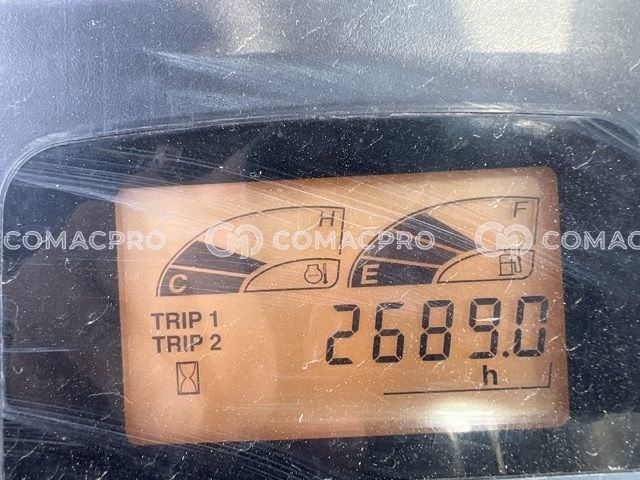 H
F
COMACPRO COMACPRO COMACPRO
C
E
TRIP 1
TRIP 2
2689.0
h